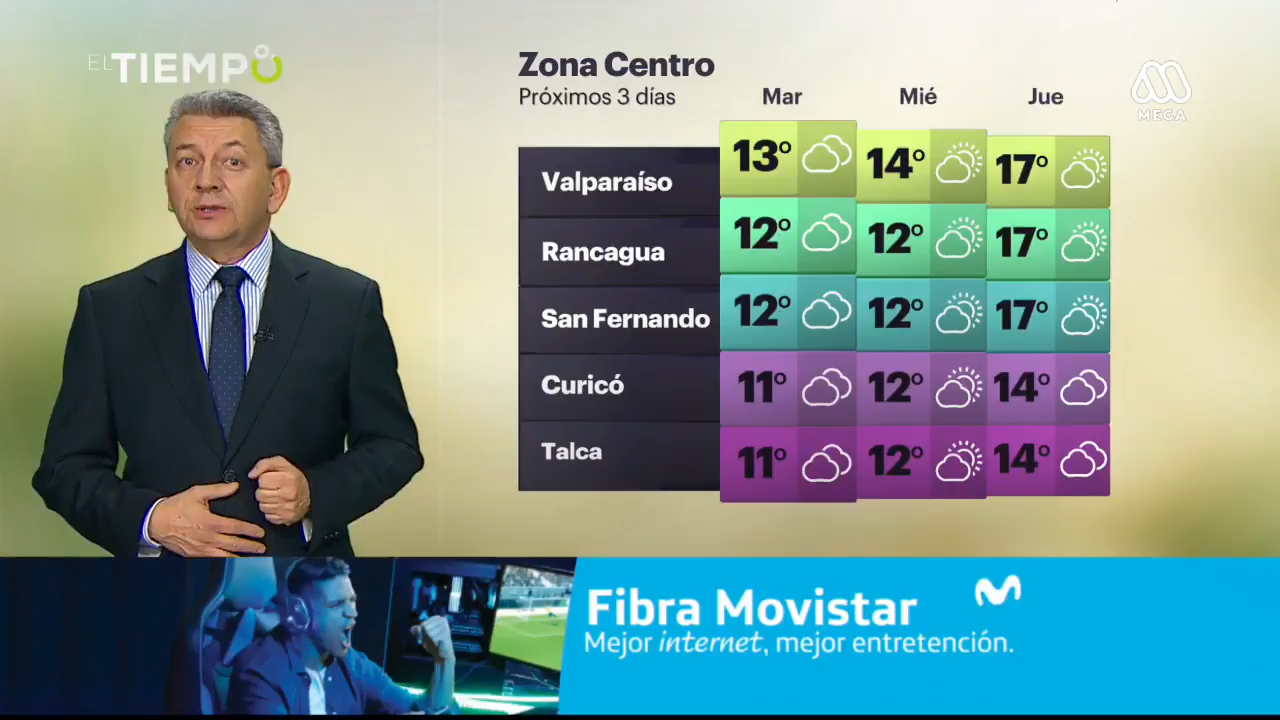 EL TIEMPO
Zona Centro
Próximos 3 días
Mar Mié Jue
MEGA
Valparaíso 13° 14° 17°
Rancagua 12° 12° 17°
San Fernando 12° 12° 17°
Curicó 11° 12° 14°
Talca 11° 12° 14°
Fibra Movistar
Mejor internet, mejor entretención.